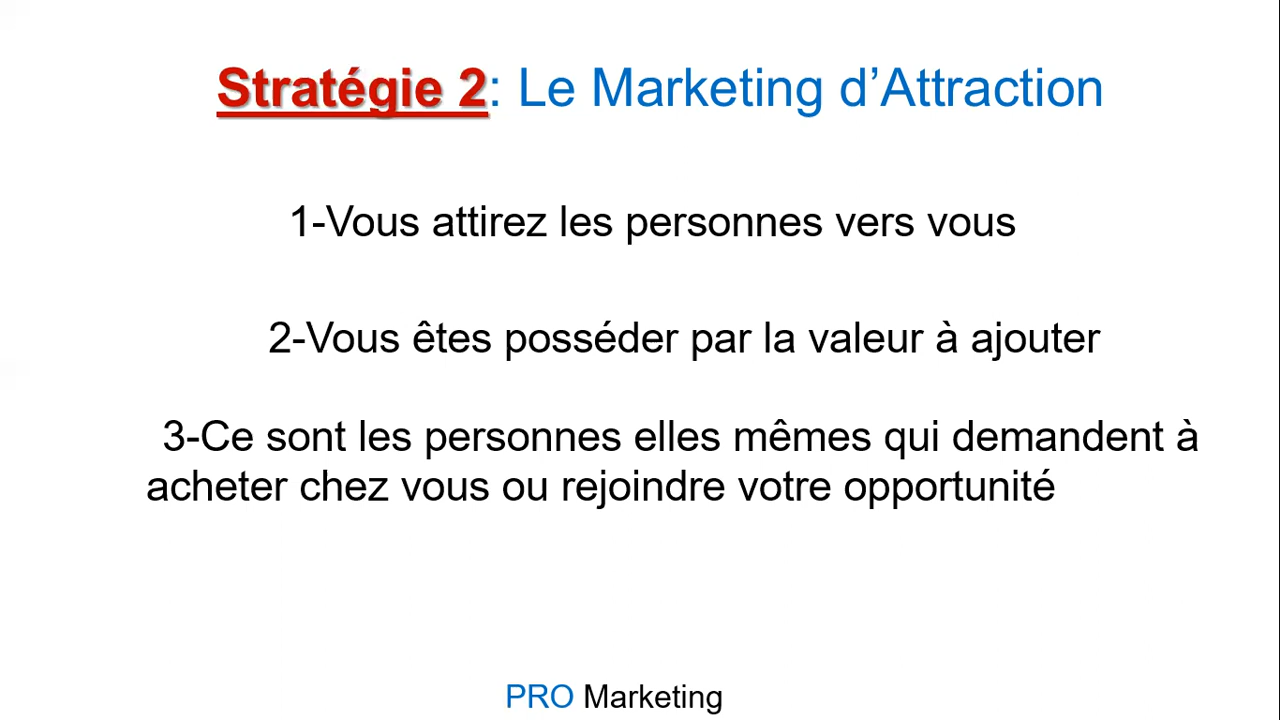 Stratégie 2: Le Marketing d’Attraction
1-Vous attirez les personnes vers vous
2-Vous êtes posséder par la valeur à ajouter
3-Ce sont les personnes elles mêmes qui demandent à
acheter chez vous ou rejoindre votre opportunité
PRO Marketing